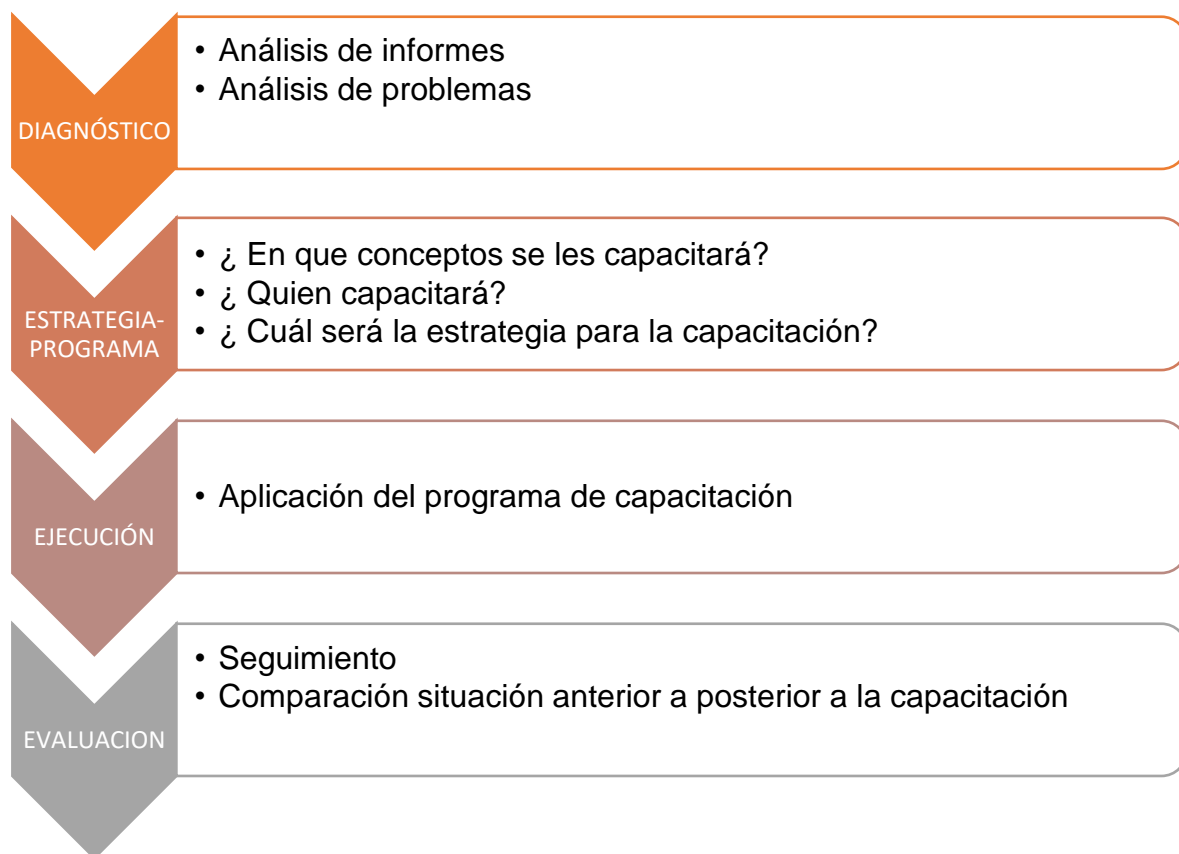 DIAGNÓSTICO
• Análisis de informes
• Análisis de problemas
ESTRATEGIA-
PROGRAMA
• ¿ En que conceptos se les capacitará?
• ¿ Quien capacitará?
• ¿ Cuál será la estrategia para la capacitación?
EJECUCIÓN
• Aplicación del programa de capacitación
EVALUACION
• Seguimiento
• Comparación situación anterior a posterior a la capacitación